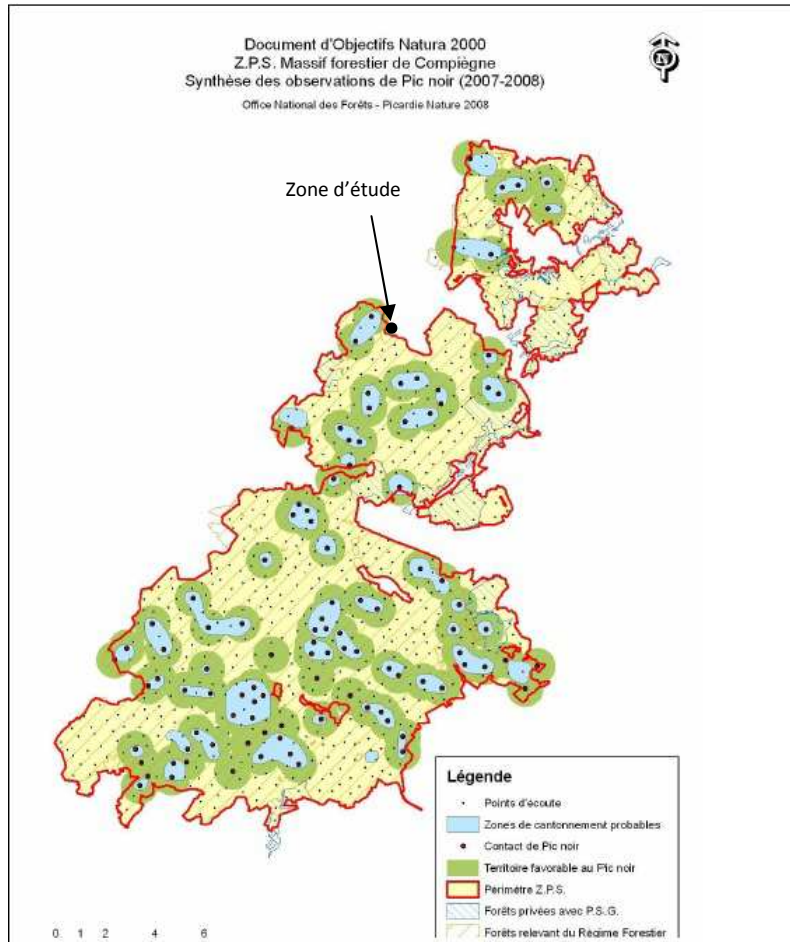 Document d'Objectifs Natura 2000
Z.P.S. Massif forestier de Compiègne
Synthèse des observations de Pic noir (2007-2008)
Office National des Forêts - Picardie Nature 2008
N
Zone d'étude
Légende
Points d'écoute
Zones de cantonnement probables
Contact de Pic noir
Territoire favorable au Pic noir
Périmètre Z.P.S.
Forêts privées avec P.S.G.
Forêts relevant du Régime Forestier
0 1 2 4 6